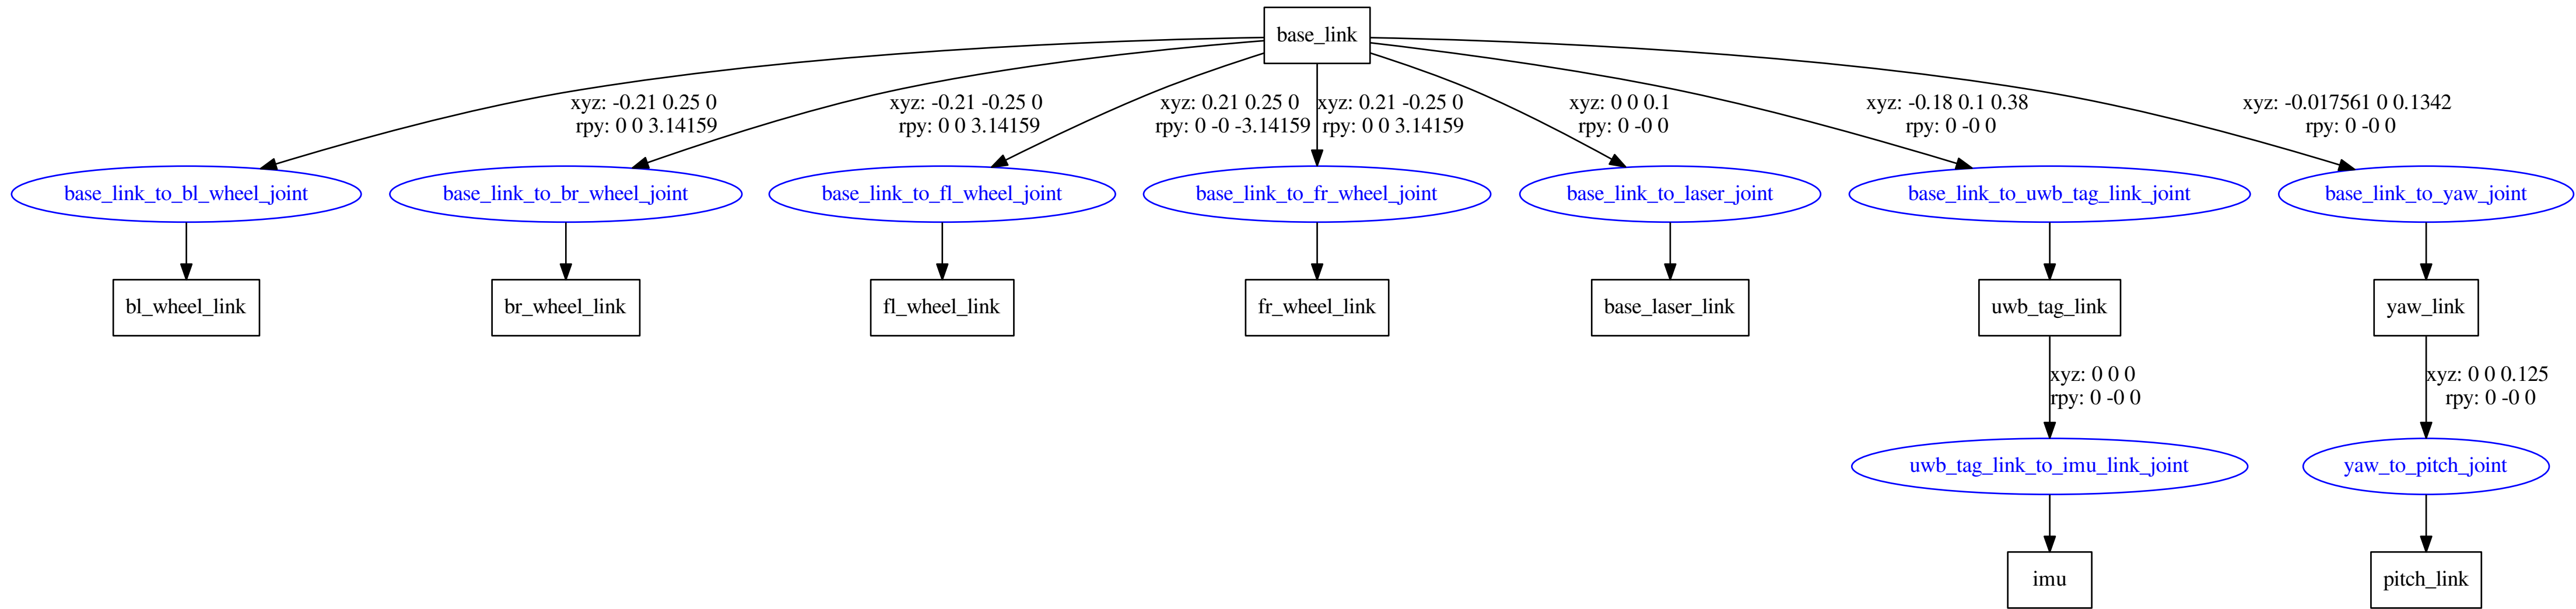 base_link
xyz: -0.21 0.25 0
rpy: 0 0 3.14159
xyz: -0.21 -0.25 0
rpy: 0 0 3.14159
xyz: 0.21 0.25 0
rpy: 0 -0 -3.14159
xyz: 0.21 -0.25 0
rpy: 0 0 3.14159
xyz: 0 0 0.1
rpy: 0 -0 0
xyz: -0.18 0.1 0.38
rpy: 0 -0 0
xyz: -0.017561 0 0.1342
rpy: 0 -0 0
base_link_to_bl_wheel_joint
base_link_to_br_wheel_joint
base_link_to_fl_wheel_joint
base_link_to_fr_wheel_joint
base_link_to_laser_joint
base_link_to_uwb_tag_link_joint
base_link_to_yaw_joint
bl_wheel_link
br_wheel_link
fl_wheel_link
fr_wheel_link
base_laser_link
uwb_tag_link
yaw_link
xyz: 0 0 0
rpy: 0 -0 0
xyz: 0 0 0.125
rpy: 0 -0 0
uwb_tag_link_to_imu_link_joint
yaw_to_pitch_joint
imu
pitch_link